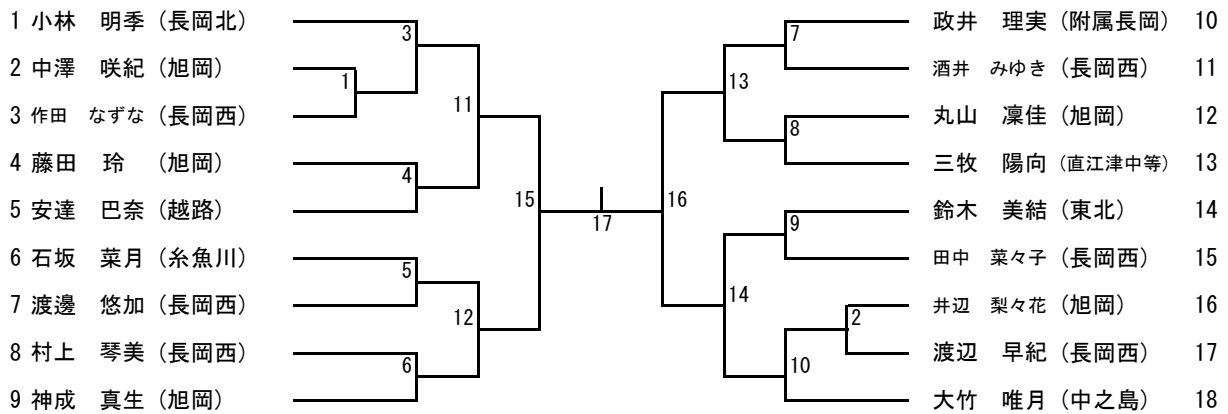 1 小林 明季 (長岡北)
2 中澤 咲紀 (旭岡)
3 作田 なずな (長岡西)
4 藤田 玲 (旭岡)
5 安達 巴奈 (越路)
6 石坂 菜月 (糸魚川)
7 渡邊 悠加 (長岡西)
8 村上 琴美 (長岡西)
9 神成 真生 (旭岡)
3
1
11
4
15
5
12
6
17
7
13
8
16
9
14
2
10
政井 理実 (附属長岡) 10
酒井 みゆき (長岡西) 11
丸山 凜佳 (旭岡) 12
三牧 陽向 (直江津中等) 13
鈴木 美結 (東北) 14
田中 菜々子 (長岡西) 15
井辺 梨々花 (旭岡) 16
渡辺 早紀 (長岡西) 17
大竹 唯月 (中之島) 18